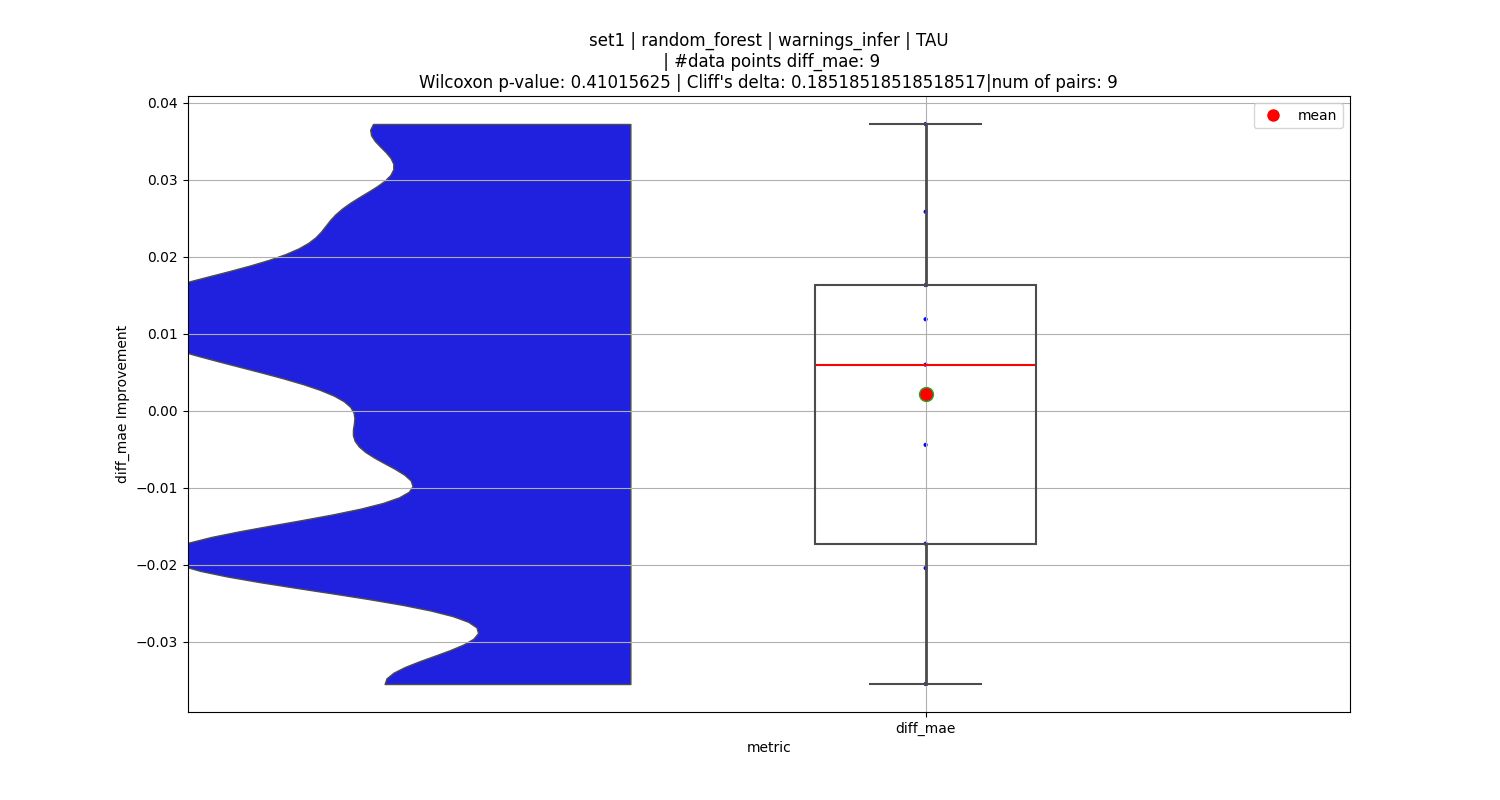 set1 | random_forest | warnings_infer | TAU
| #data points diff_mae: 9
Wilcoxon p-value: 0.41015625 | Cliff's delta: 0.18518518518518517|num of pairs: 9
mean
0.04
0.03
0.02
0.01
0.00
−0.01
−0.02
−0.03
diff_mae Improvement
diff_mae
metric